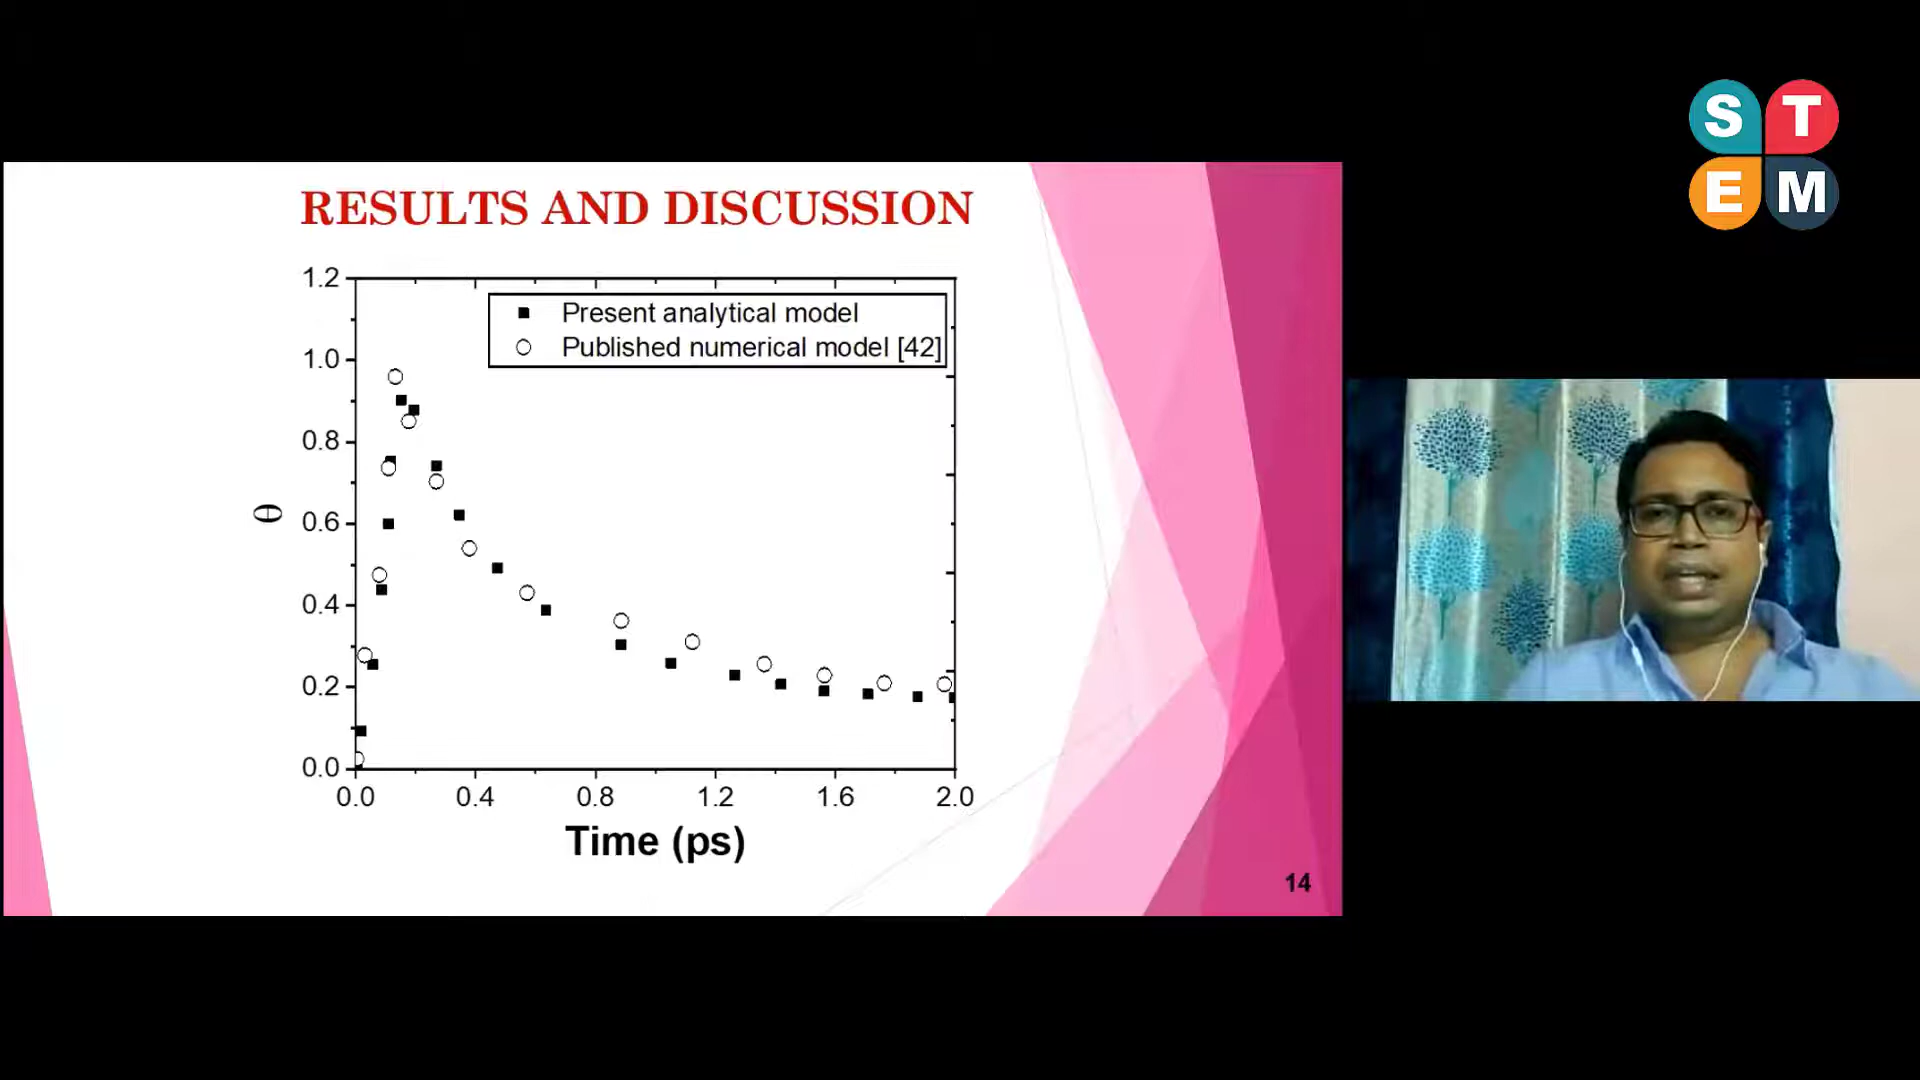 S T
E M
RESULTS AND DISCUSSION
1.2
1.0
0.8
0.6
0.4
0.2
0.0
θ
Present analytical model
Published numerical model [42]
0.0 0.4 0.8 1.2 1.6 2.0
Time (ps)
14